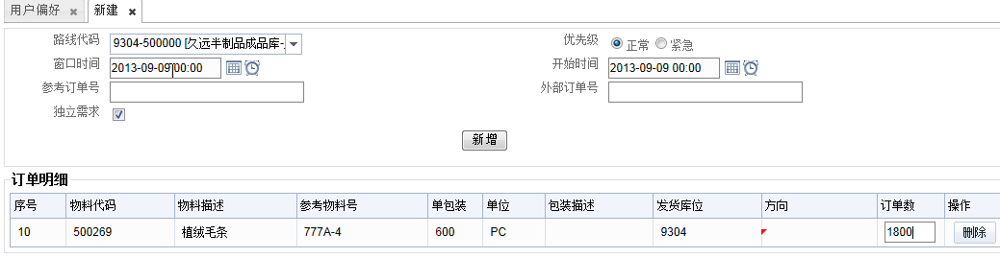 用户偏好 新建
路线代码 9304-500000 [欠远半制品成品库- 优先级 正常 紧急
窗口时间 2013-09-09 00:00 开始时间 2013-09-09 00:00
参考订单号 外部订单号
独立需求
新增
订单明细
序号 物料代码 物料描述 参考物料号 单包装 单位 包装描述 发货库位 方向 订单数 操作
10 500269 植绒毛条 777A-4 600 PC 9304 1800 删除